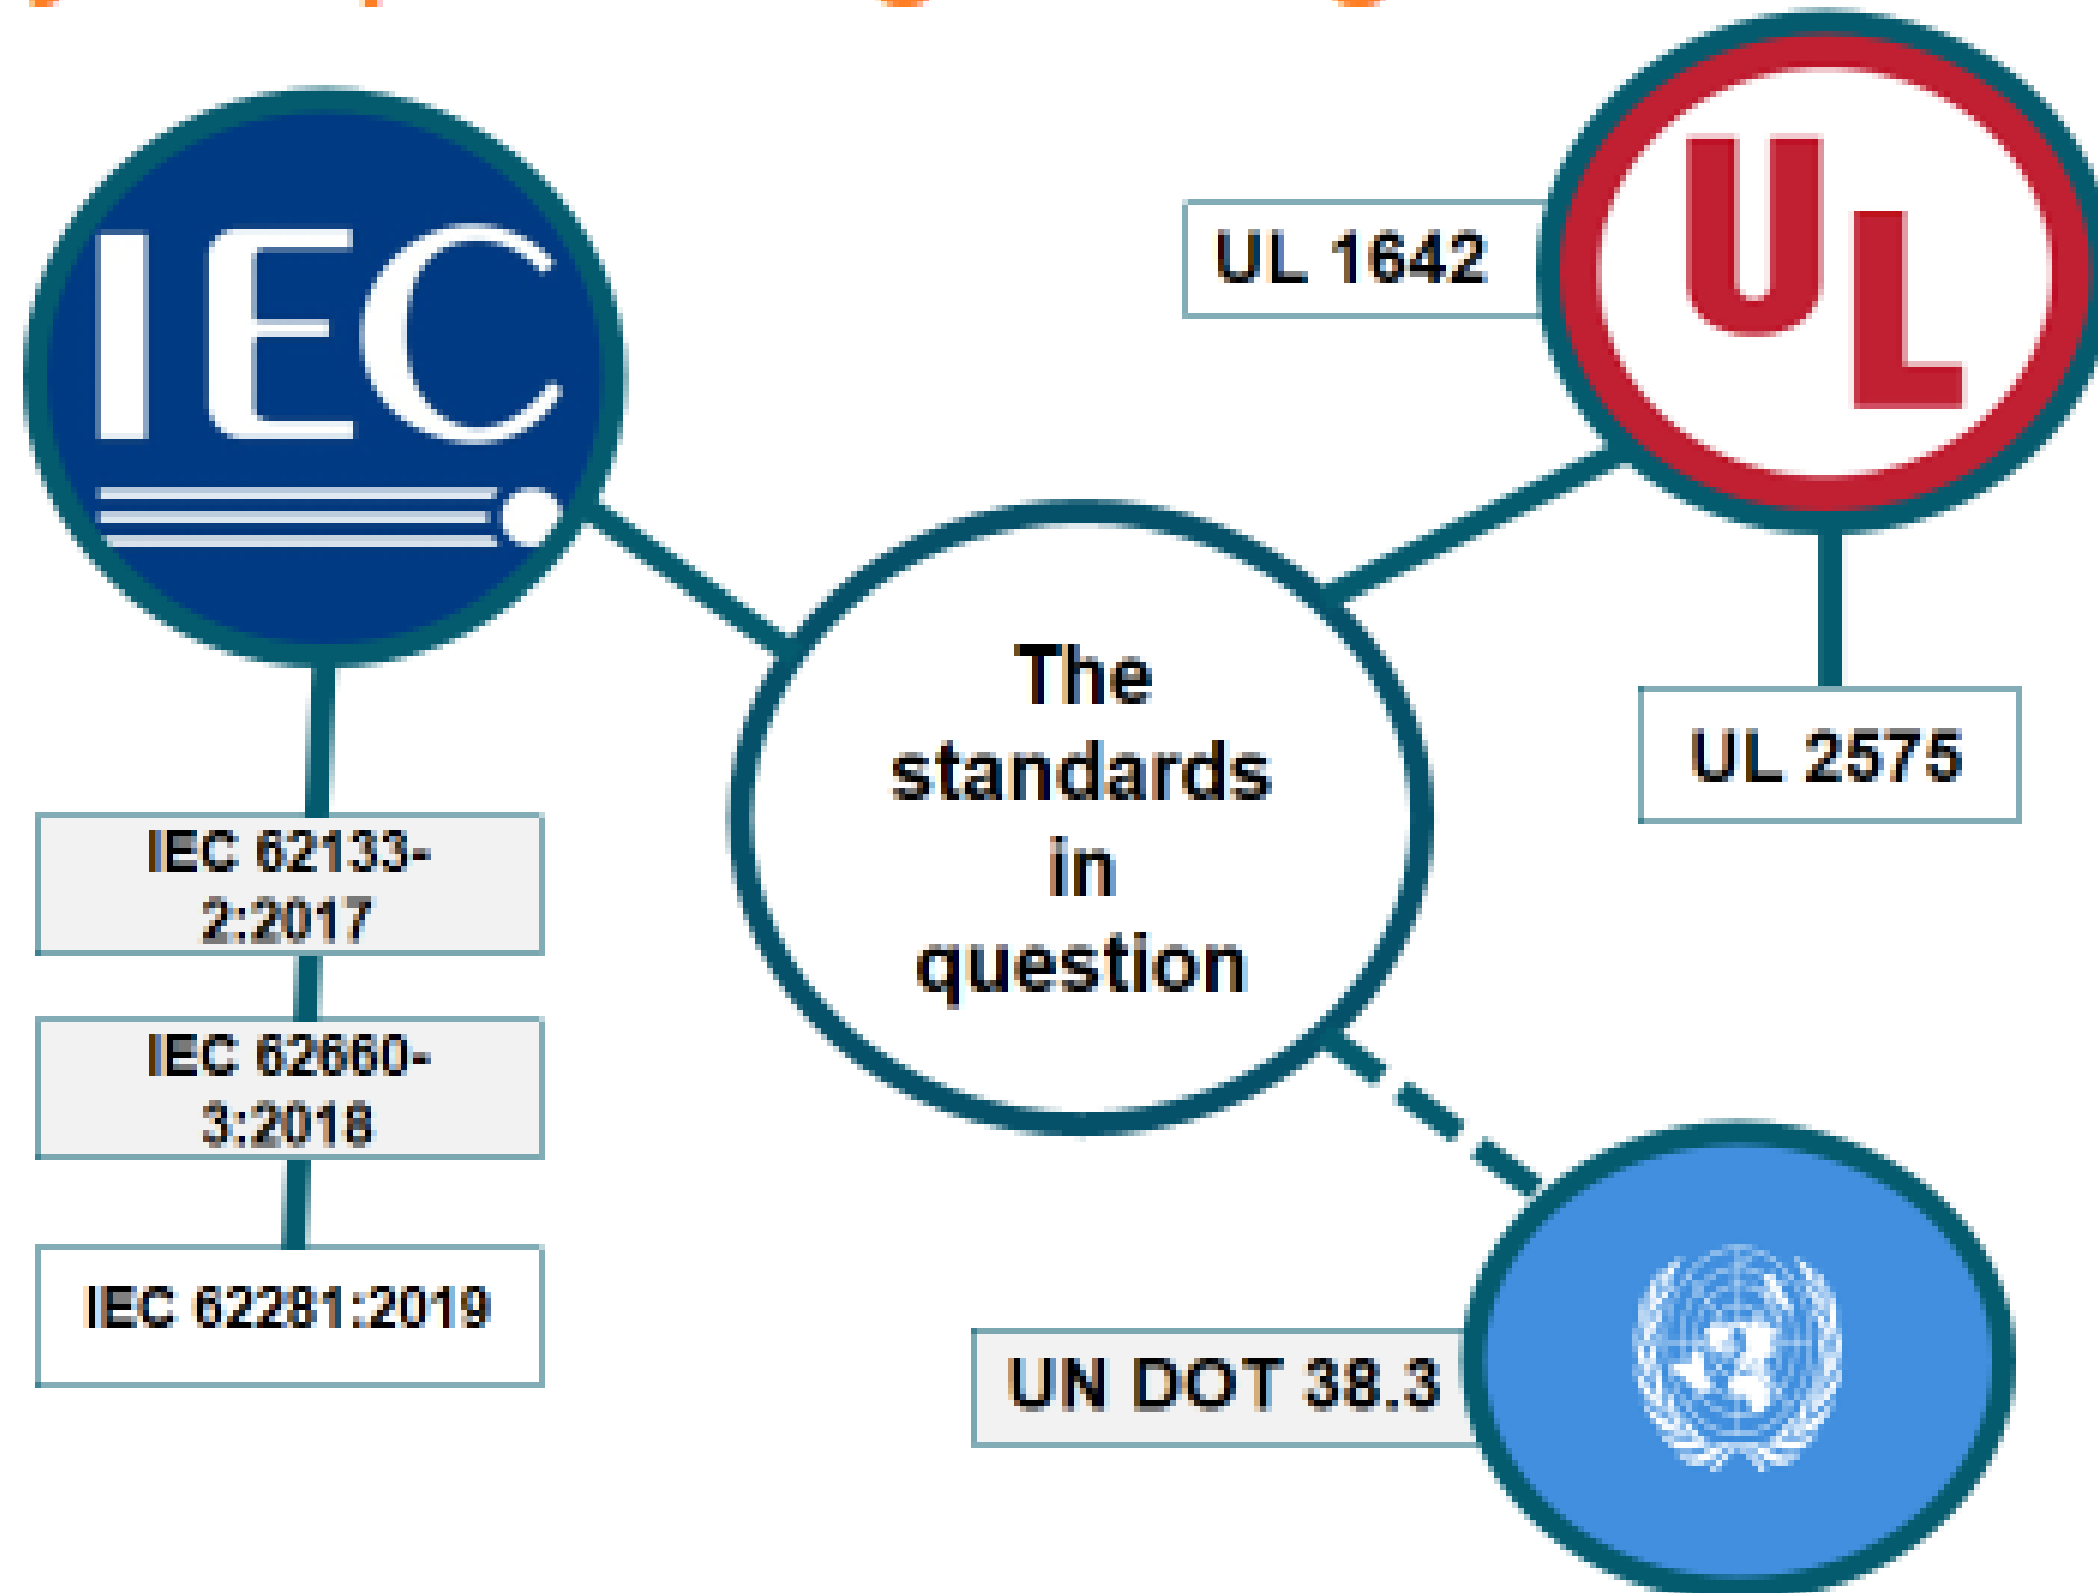 IEC
UL
UL 1642
The
standards
in
question
UL 2575
IEC 62133-
2:2017
IEC 62660-
3:2018
IEC 62281:2019
UN DOT 38.3